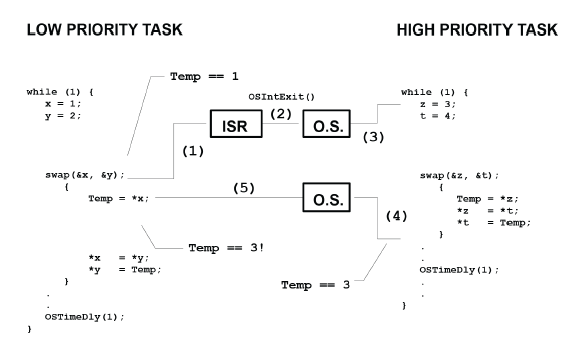 LOW PRIORITY TASK
HIGH PRIORITY TASK
Temp == 1
while (1) {
x = 1;
y = 2;
OSIntExit()
ISR
(2)
O.S.
(3)
while (1) {
z = 3;
t = 4;
(1)
swap(&x, &y);
{
Temp = *x;
(5)
O.S.
(4)
swap(&z, &t);
{
Temp = *z;
*z = *t;
*t = Temp;
}
.
.
OSTimeDly(1);
.
.
}
Temp == 3!
Temp == 3
*x = *y;
*y = Temp;
}
.
.
OSTimeDly(1);
}